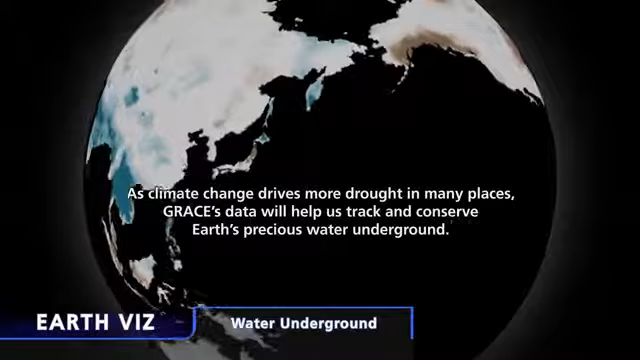 As climate change drives more drought in many places,
GRACE's data will help us track and conserve
Earth's precious water underground.
EARTH VIZ
Water Underground